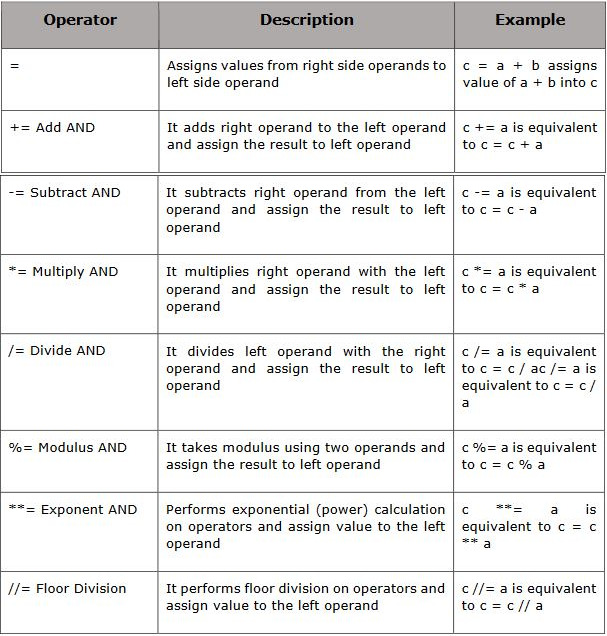 Operator Description Example
= Assigns values from right side operands to c = a + b assigns
left side operand value of a + b into c
+= Add AND It adds right operand to the left operand c += a is equivalent
and assign the result to left operand to c = c + a
-= Subtract AND It subtracts right operand from the left c -= a is equivalent
operand and assign the result to left to c = c - a
operand
*= Multiply AND It multiplies right operand with the left c *= a is equivalent
operand and assign the result to left to c = c * a
operand
/= Divide AND It divides left operand with the right c /= a is equivalent
operand and assign the result to left to c = c / ac /= a is
operand equivalent to c = c /
a
%= Modulus AND It takes modulus using two operands and c %= a is equivalent
assign the result to left operand to c = c % a
**= Exponent AND Performs exponential (power) calculation c **= a is
on operators and assign value to the left equivalent to c = c
operand ** a
//= Floor Division It performs floor division on operators and c //= a is equivalent
assign value to the left operand to c = c // a